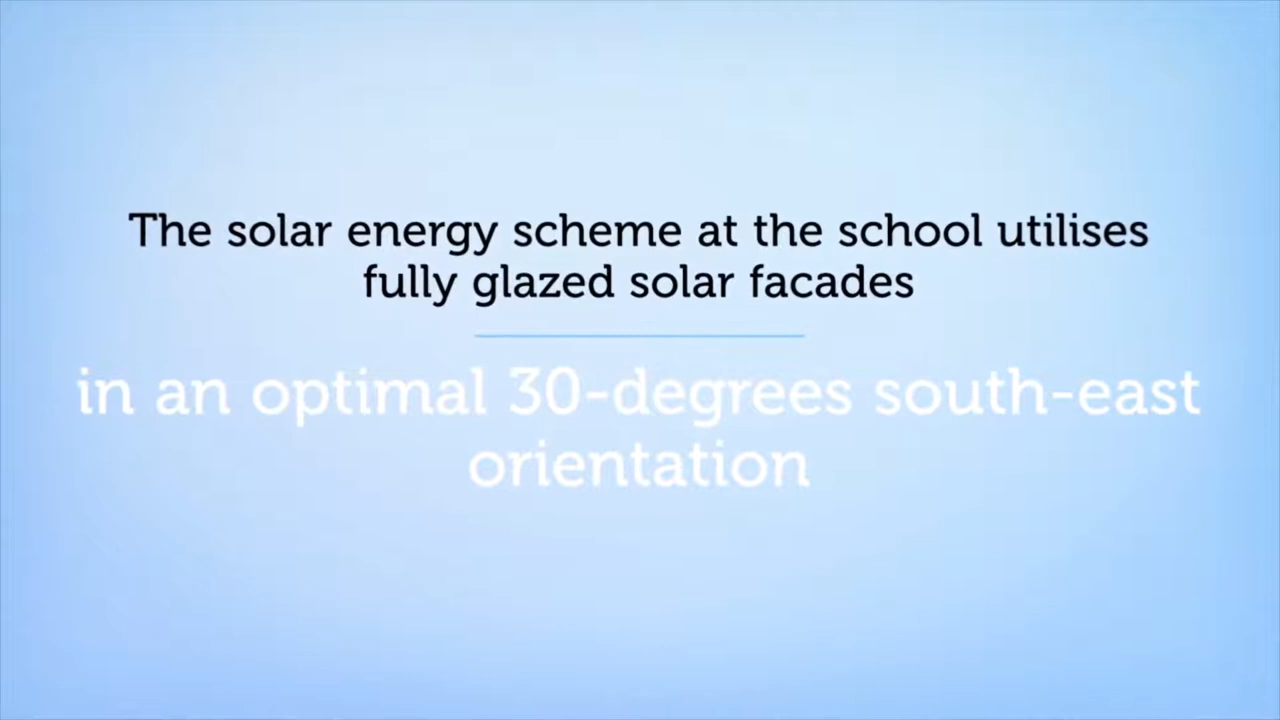 The solar energy scheme at the school utilises
fully glazed solar facades
in an optimal 30-degrees south-east
orientation